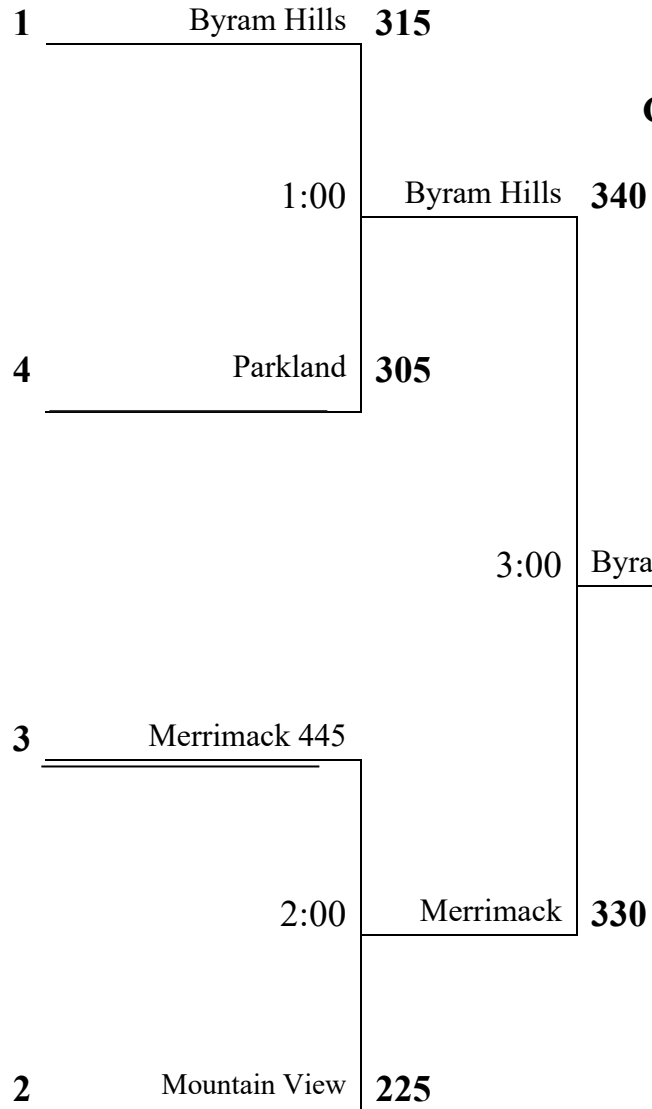 1 Byram Hills 315
1:00 Byram Hills 340
4 Parkland 305
3:00
3 Merrimack 445
2:00 Merrimack 330
2 Mountain View 225